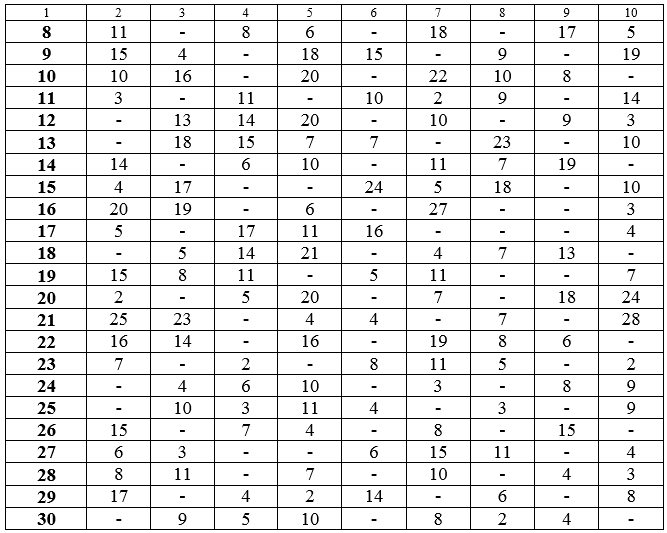 1 2 3 4 5 6 7 8 9 10
8 11 - 8 6 - 18 - 17 5
9 15 4 - 18 15 - 9 - 19
10 10 16 - 20 - 22 10 8 -
11 3 - 11 - 10 2 9 - 14
12 - 13 14 20 - 10 - 9 3
13 - 18 15 7 7 - 23 - 10
14 14 - 6 10 - 11 7 19 -
15 4 17 - - 24 5 18 - 10
16 20 19 - 6 - 27 - - 3
17 5 - 17 11 16 - - - 4
18 - 5 14 21 - 4 7 13 -
19 15 8 11 - 5 11 - - 7
20 2 - 5 20 - 7 - 18 24
21 25 23 - 4 4 - 7 - 28
22 16 14 - 16 - 19 8 6 -
23 7 - 2 - 8 11 5 - 2
24 - 4 6 10 - 3 - 8 9
25 - 10 3 11 4 - 3 - 9
26 15 - 7 4 - 8 - 15 -
27 6 3 - - 6 15 11 - 4
28 8 11 - 7 - 10 - 4 3
29 17 - 4 2 14 - 6 - 8
30 - 9 5 10 - 8 2 4 -